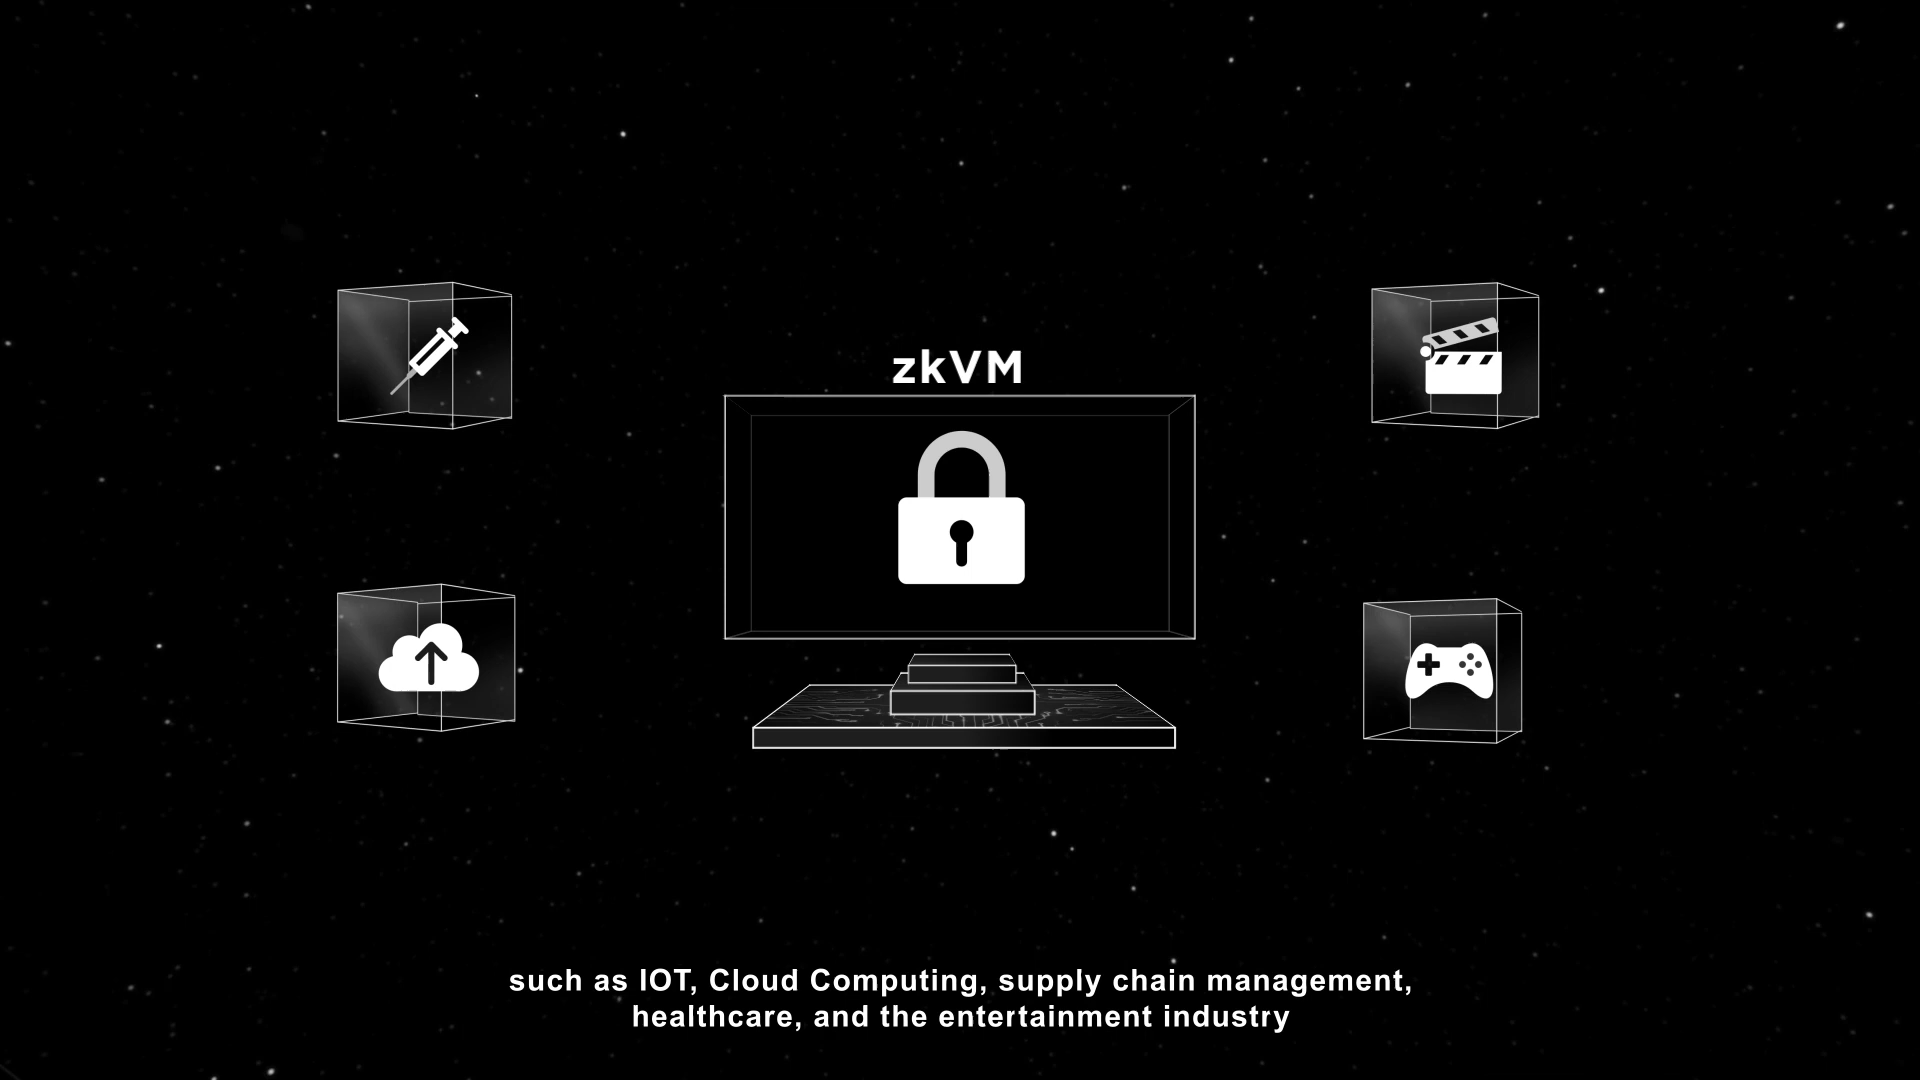 zkVM
such as IOT, Cloud Computing, supply chain management,
healthcare, and the entertainment industry